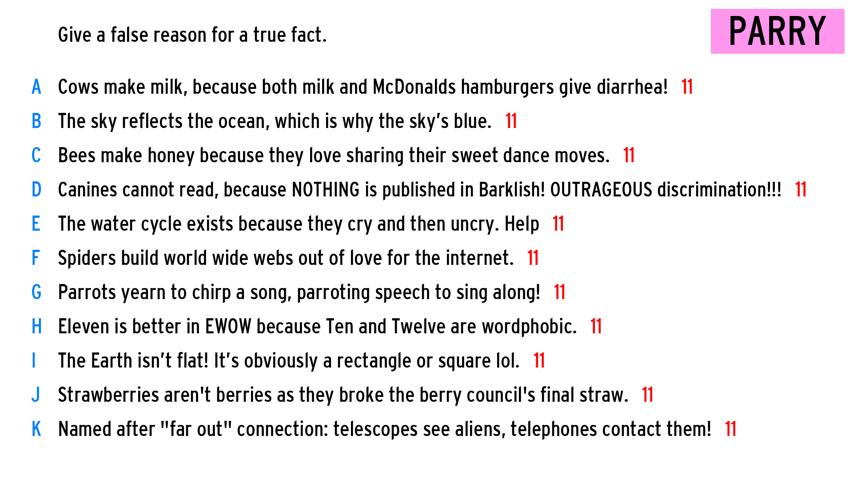 Give a false reason for a true fact.
PARRY
A Cows make milk, because both milk and McDonalds hamburgers give diarrhea! 11
B The sky reflects the ocean, which is why the sky's blue. 11
C Bees make honey because they love sharing their sweet dance moves. 11
D Canines cannot read, because NOTHING is published in Barklish! OUTRAGEOUS discrimination!!! 11
E The water cycle exists because they cry and then uncry. Help 11
F Spiders build world wide webs out of love for the internet. 11
G Parrots yearn to chirp a song, parroting speech to sing along! 11
H Eleven is better in EWOW because Ten and Twelve are wordphobic. 11
I The Earth isn't flat! It's obviously a rectangle or square lol. 11
J Strawberries aren't berries as they broke the berry council's final straw. 11
K Named after "far out" connection: telescopes see aliens, telephones contact them! 11